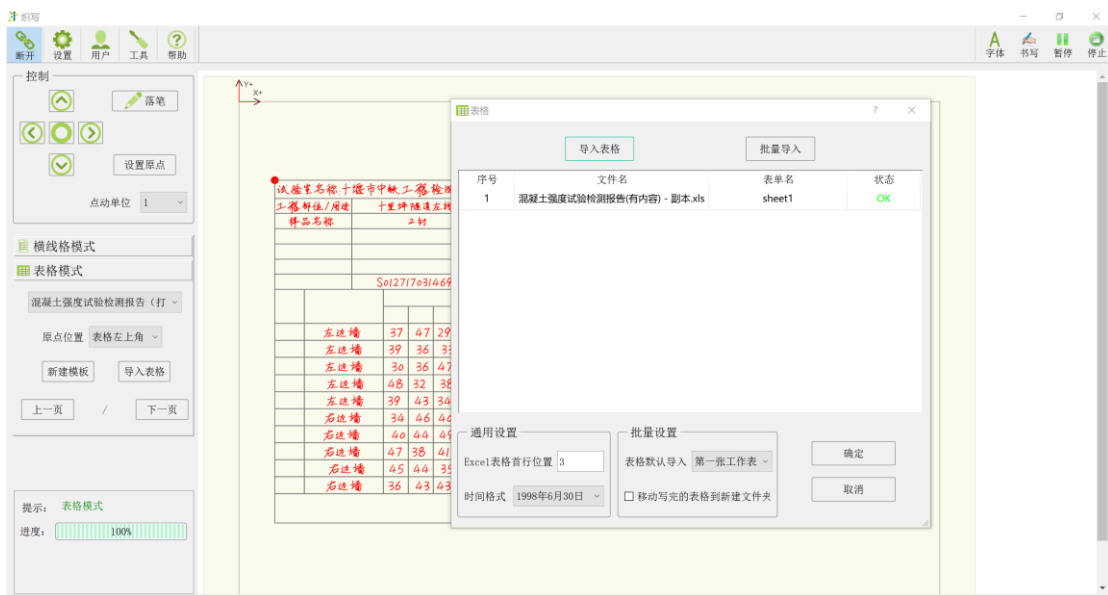 织写
断开 设置 用户 工具 帮助
字体 书写 暂停 停止
控制
落笔
设置原点
点动单位 1
横线格模式
表格模式
混凝土强度试验检测报告（打
原点位置 表格左上角
新建模板 导入表格
上一页 / 下一页
提示： 表格模式
进度： 100%
Y+
X+
试验室名称:十堰市中铁工程检测
工程部位/用途 十里坪隧道左线
样品名称 2衬
S01271703146
左边墙 37 47 29
左边墙 39 36 33
左边墙 30 36 47
左边墙 48 32 38
左边墙 39 43 34
右边墙 34 46 40
右边墙 40 44 49
右边墙 47 38 41
右边墙 45 44 35
右边墙 36 43 43
表格
导入表格 批量导入
序号 文件名 表单名 状态
1 混凝土强度试验检测报告(有内容) - 副本.xls sheet1 OK
通用设置
Excel表格首行位置 3
时间格式 1998年6月30日
批量设置
表格默认导入 第一张工作表
移动写完的表格到新建文件夹
确定
取消